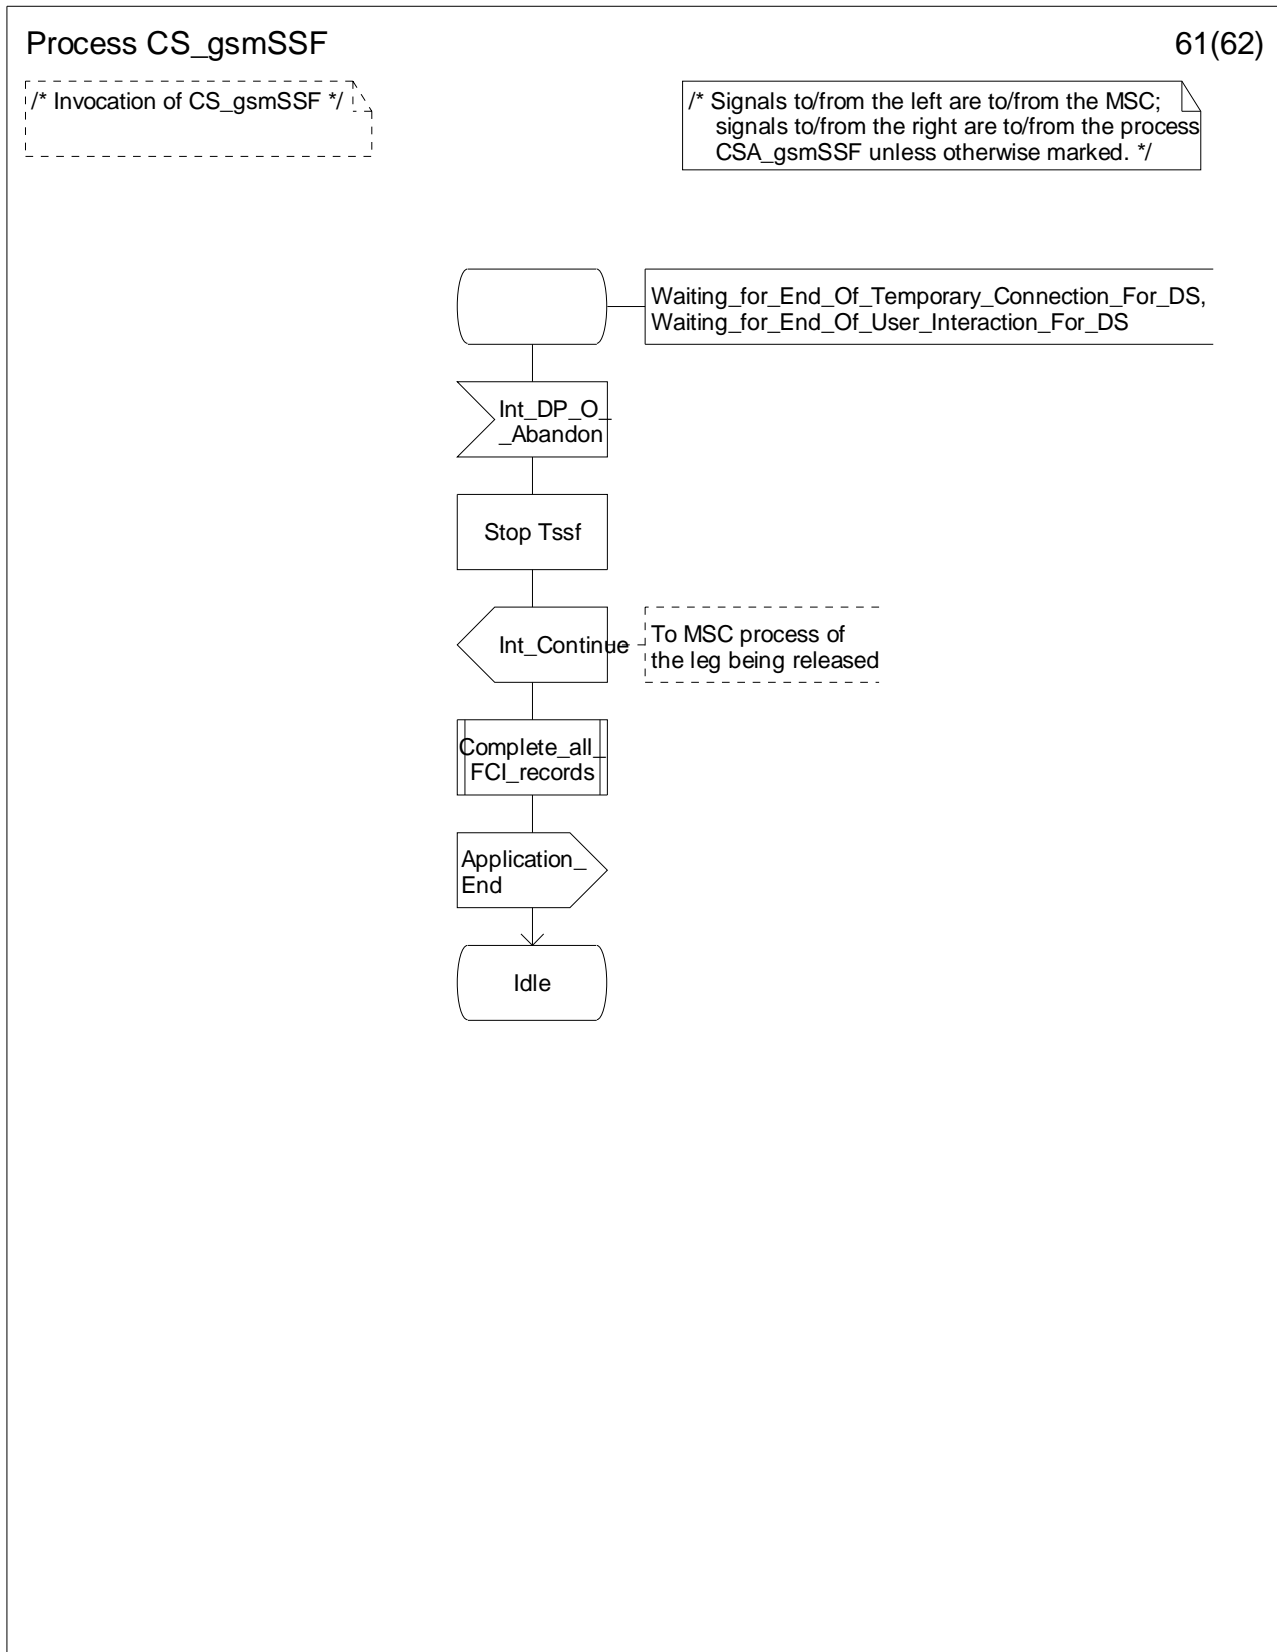 Process CS_gsmSSF
61(62)
/* Invocation of CS_gsmSSF */
/* Signals to/from the left are to/from the MSC;
signals to/from the right are to/from the process
CSA_gsmSSF unless otherwise marked. */
Waiting_for_End_Of_Temporary_Connection_For_DS,
Waiting_for_End_Of_User_Interaction_For_DS
Int_DP_O_
_Abandon
Stop Tssf
Int_Continue
To MSC process of
the leg being released
Complete_all_
FCI_records
Application_
End
Idle